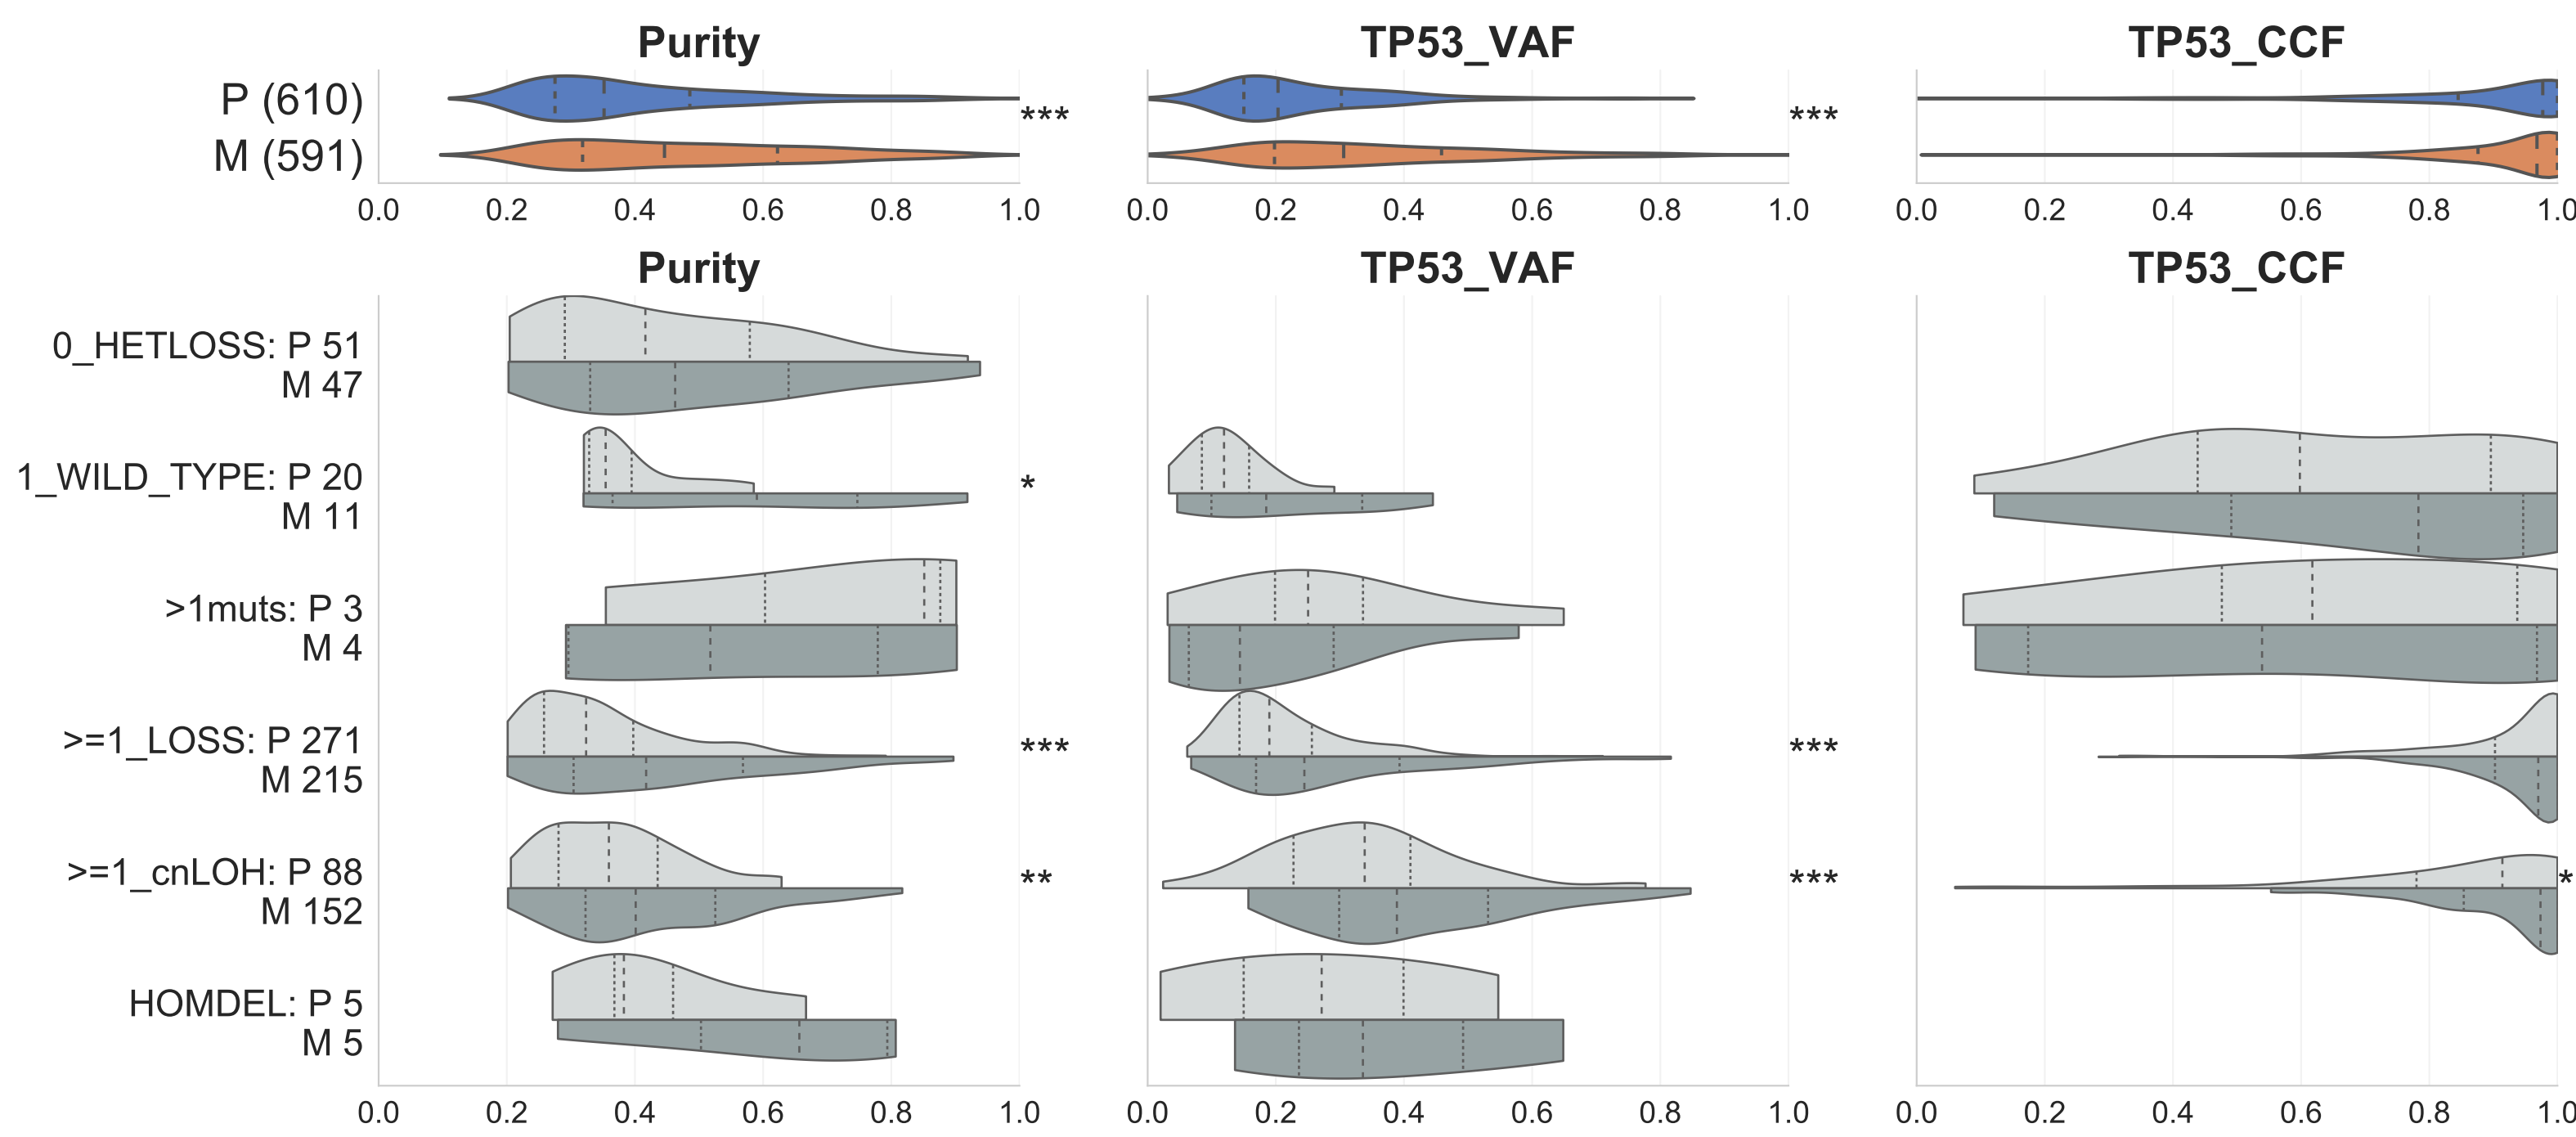 Purity TP53_VAF TP53_CCF
P (610)
*** ***
M (591)
0.0 0.2 0.4 0.6 0.8 1.0 0.0 0.2 0.4 0.6 0.8 1.0 0.0 0.2 0.4 0.6 0.8 1.0
Purity TP53_VAF TP53_CCF
0_HETLOSS: P 51
M 47
1_WILD_TYPE: P 20 *
M 11
>1muts: P 3
M 4
>=1_LOSS: P 271 *** ***
M 215
>=1_cnLOH: P 88 ** *** *
M 152
HOMDEL: P 5
M 5
0.0 0.2 0.4 0.6 0.8 1.0 0.0 0.2 0.4 0.6 0.8 1.0 0.0 0.2 0.4 0.6 0.8 1.0